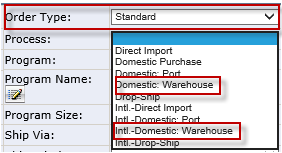 Order Type: Standard
Process:
Direct Import
Program: Domestic Purchase
Domestic: Port
Program Name: Domestic: Warehouse
Drop-Ship
Intl.-Direct Import
Program Size: Intl.-Domestic: Port
Ship Via: Intl.-Domestic: Warehouse
Intl.-Drop-Ship